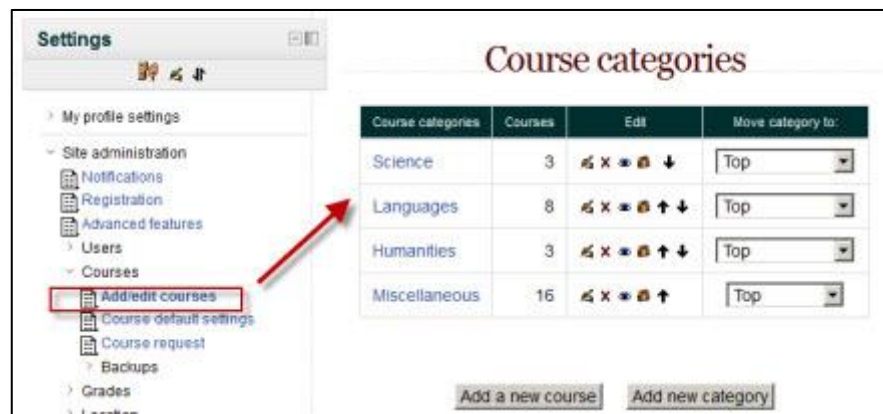 Settings
My profile settings
Site administration
Notifications
Registration
Advanced features
Users
Courses
Add/edit courses
Course default settings
Course request
Backups
Grades
Location
Course categories
Course categories Courses Edit Move category to:
Science 3 Top
Languages 8 Top
Humanities 3 Top
Miscellaneous 16 Top
Add a new course Add new category